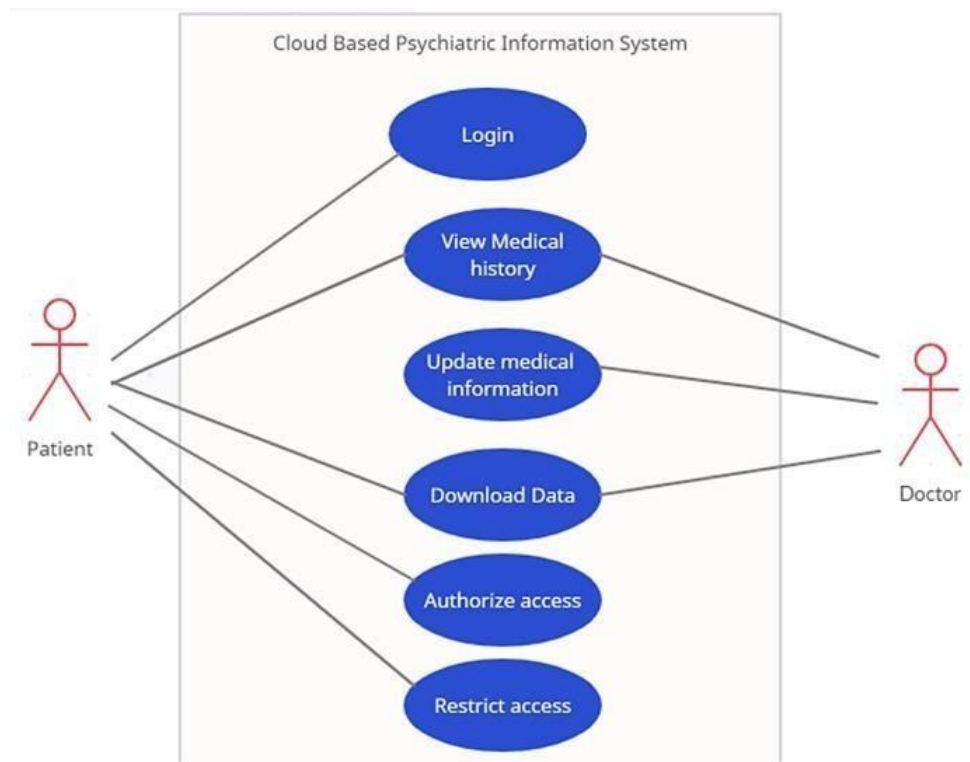 Cloud Based Psychiatric Information System
Login
View Medical
history
Update medical
information
Patient
Download Data
Doctor
Authorize access
Restrict access